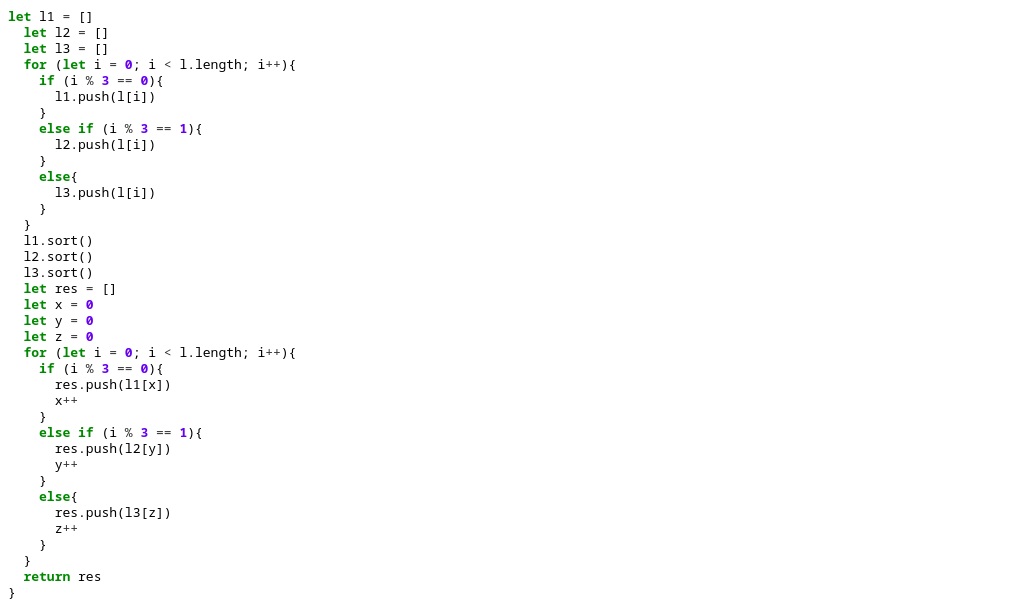 let l1 = []
  let l2 = []
  let l3 = []
  for (let i = 0; i < l.length; i++){
    if (i % 3 == 0){
      l1.push(l[i])
    }
    else if (i % 3 == 1){
      l2.push(l[i])
    }
    else{
      l3.push(l[i])
    }
  }
  l1.sort()
  l2.sort()
  l3.sort()
  let res = []
  let x = 0
  let y = 0
  let z = 0
  for (let i = 0; i < l.length; i++){
    if (i % 3 == 0){
      res.push(l1[x])
      x++
    }
    else if (i % 3 == 1){
      res.push(l2[y])
      y++
    }
    else{
      res.push(l3[z])
      z++
    }
  }
  return res
}